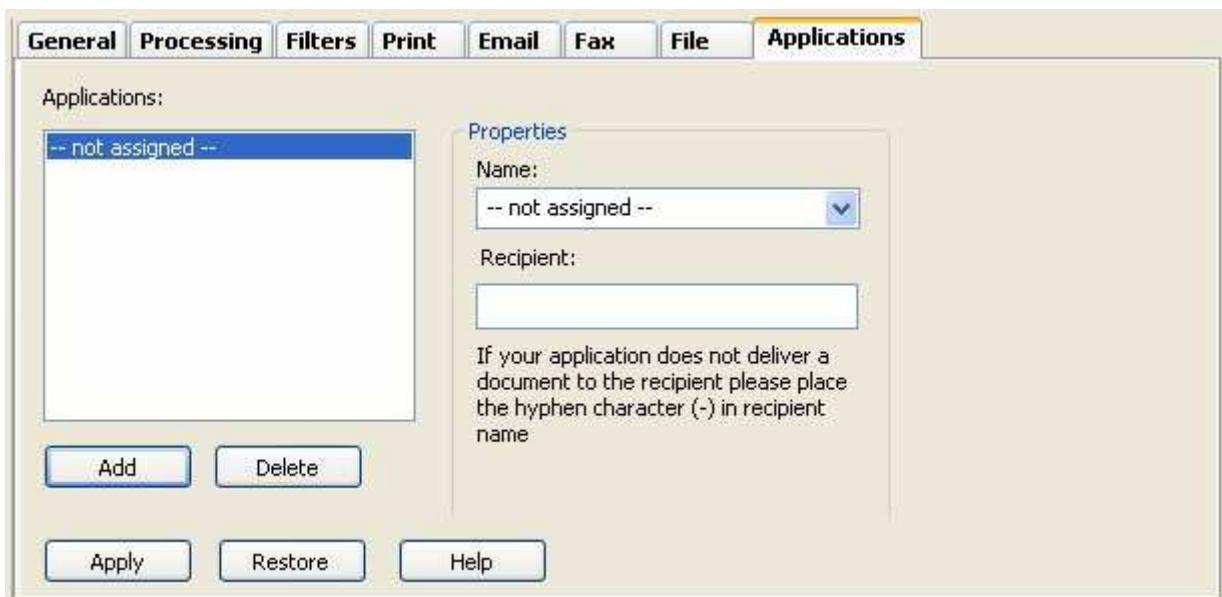 General Processing Filters Print Email Fax File Applications
Applications:
-- not assigned --
Properties
Name:
-- not assigned --
Recipient:
If your application does not deliver a
document to the recipient please place
the hyphen character (-) in recipient
name
Add Delete
Apply Restore Help